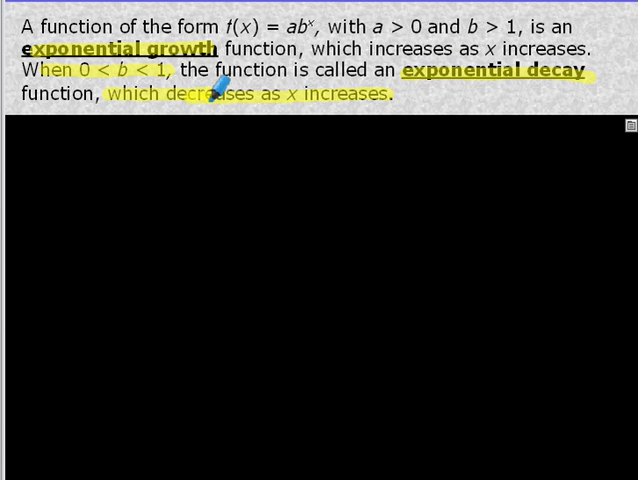 A function of the form f(x) = abˣ, with a > 0 and b > 1, is an
exponential growth function, which increases as x increases.
When 0 < b < 1, the function is called an exponential decay
function, which decreases as x increases.